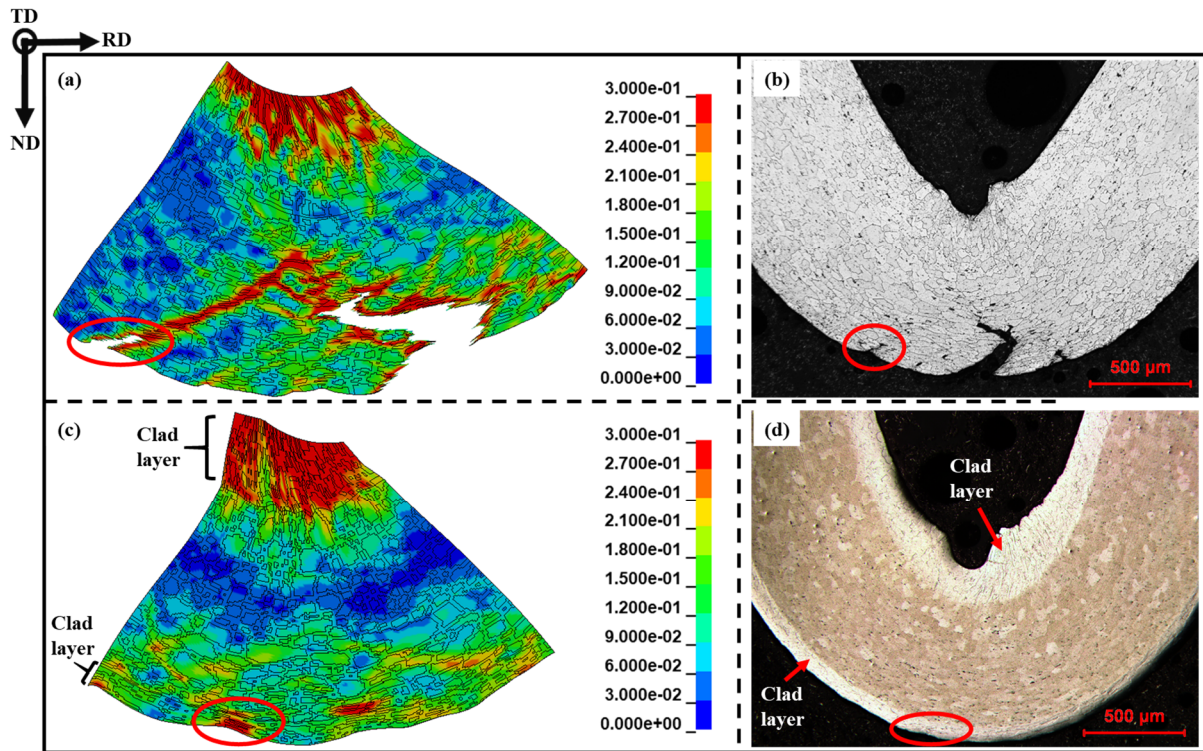 TD
RD
ND
(a)
3.000e-01
2.700e-01
2.400e-01
2.100e-01
1.800e-01
1.500e-01
1.200e-01
9.000e-02
6.000e-02
3.000e-02
0.000e+00
(b)
500 μm
(c)
Clad
layer
Clad
layer
3.000e-01
2.700e-01
2.400e-01
2.100e-01
1.800e-01
1.500e-01
1.200e-01
9.000e-02
6.000e-02
3.000e-02
0.000e+00
(d)
Clad
layer
Clad
layer
500 μm